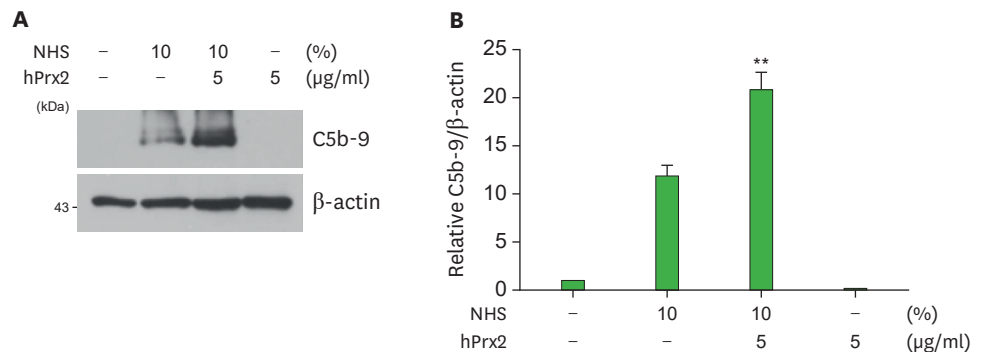 A
NHS – 10 10 – (%)
hPrx2 – – 5 5 (μg/ml)
(kDa)
C5b-9
43
β-actin
B
Relative C5b-9/β-actin
25
20
15
10
5
0
**
NHS – 10 10 – (%)
hPrx2 – – 5 5 (μg/ml)